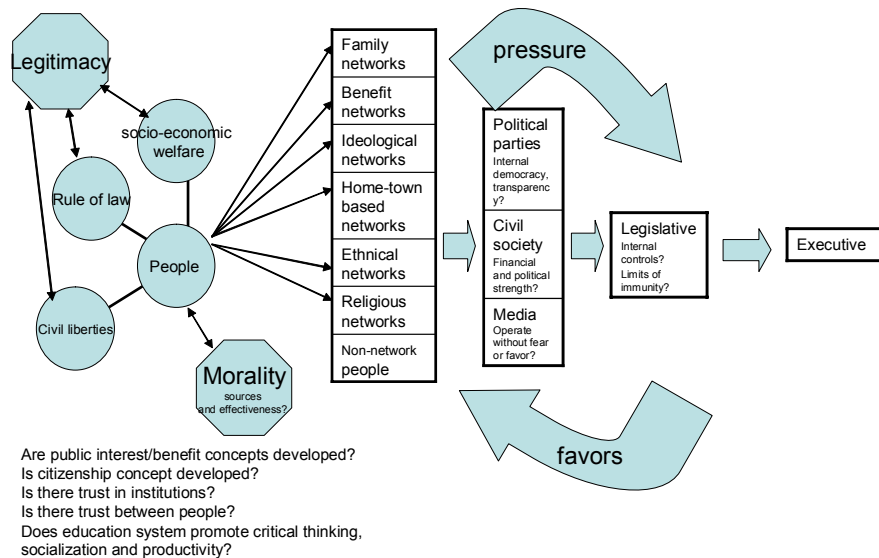 Legitimacy
socio-economic
welfare
Rule of law
People
Civil liberties
Morality
sources
and effectiveness?
Family
networks
Benefit
networks
Ideological
networks
Home-town
based
networks
Ethnical
networks
Religious
networks
Non-network
people
pressure
Political
parties
Internal
democracy,
transparenc
y?
Civil
society
Financial
and political
strength?
Media
Operate
without fear
or favor?
Legislative
Internal
controls?
Limits of
immunity?
Executive
favors
Are public interest/benefit concepts developed?
Is citizenship concept developed?
Is there trust in institutions?
Is there trust between people?
Does education system promote critical thinking,
socialization and productivity?